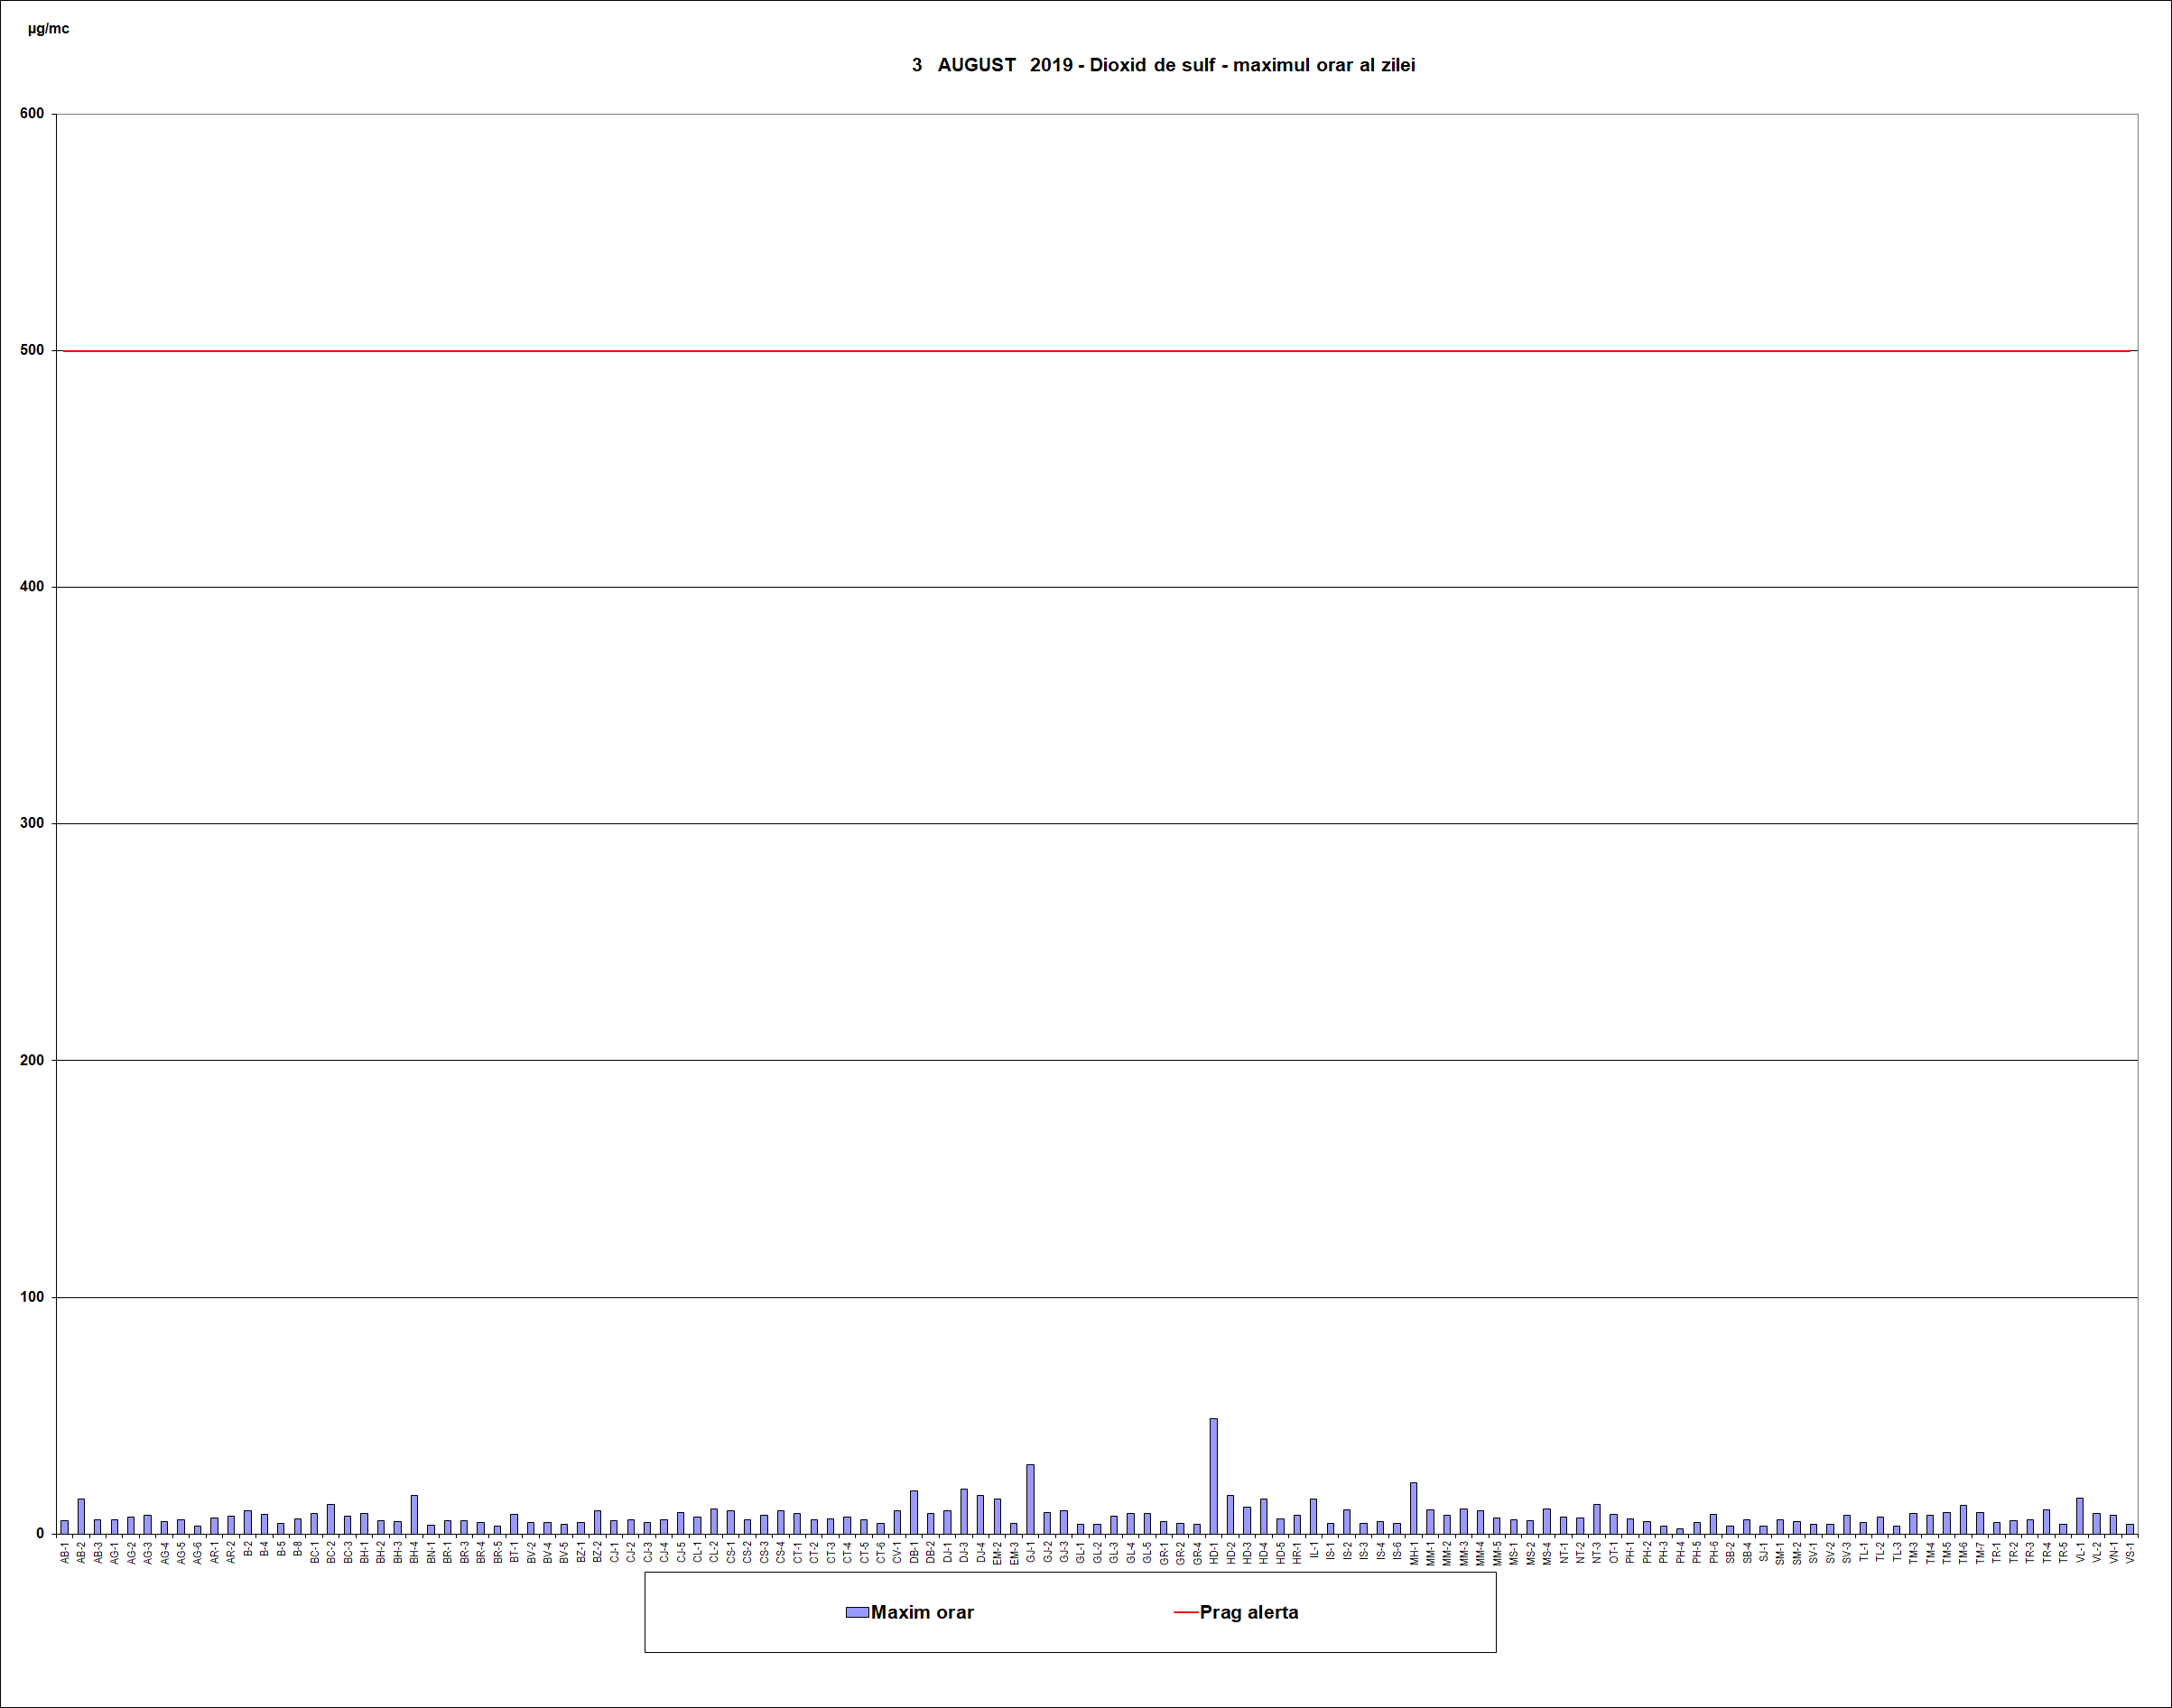 µg/mc
3 AUGUST 2019 - Dioxid de sulf - maximul orar al zilei
600
500
400
300
200
100
0
AB-1 AB-2 AB-3 AG-1 AG-2 AG-3 AG-4 AG-5 AG-6 AR-1 AR-2 B-2 B-4 B-5 B-8 BC-1 BC-2 BC-3 BH-1 BH-2 BH-3 BH-4 BN-1 BR-1 BR-3 BR-4 BR-5 BT-1 BV-2 BV-4 BV-5 BZ-1 BZ-2 CJ-1 CJ-2 CJ-3 CJ-4 CJ-5 CL-1 CL-2 CS-1 CS-2 CS-3 CS-4 CT-1 CT-2 CT-3 CT-4 CT-5 CT-6 CV-1 DB-1 DB-2 DJ-1 DJ-3 DJ-4 EM-2 EM-3 GJ-1 GJ-2 GJ-3 GL-1 GL-2 GL-3 GL-4 GL-5 GR-1 GR-2 GR-4 HD-1 HD-2 HD-3 HD-4 HD-5 HR-1 IL-1 IS-1 IS-2 IS-3 IS-4 IS-6 MH-1 MM-1 MM-2 MM-3 MM-4 MM-5 MS-1 MS-2 MS-4 NT-1 NT-2 NT-3 OT-1 PH-1 PH-2 PH-3 PH-4 PH-5 PH-6 SB-2 SB-4 SJ-1 SM-1 SM-2 SV-1 SV-2 SV-3 TL-1 TL-2 TL-3 TM-3 TM-4 TM-5 TM-6 TM-7 TR-1 TR-2 TR-3 TR-4 TR-5 VL-1 VL-2 VN-1 VS-1
Maxim orar Prag alerta